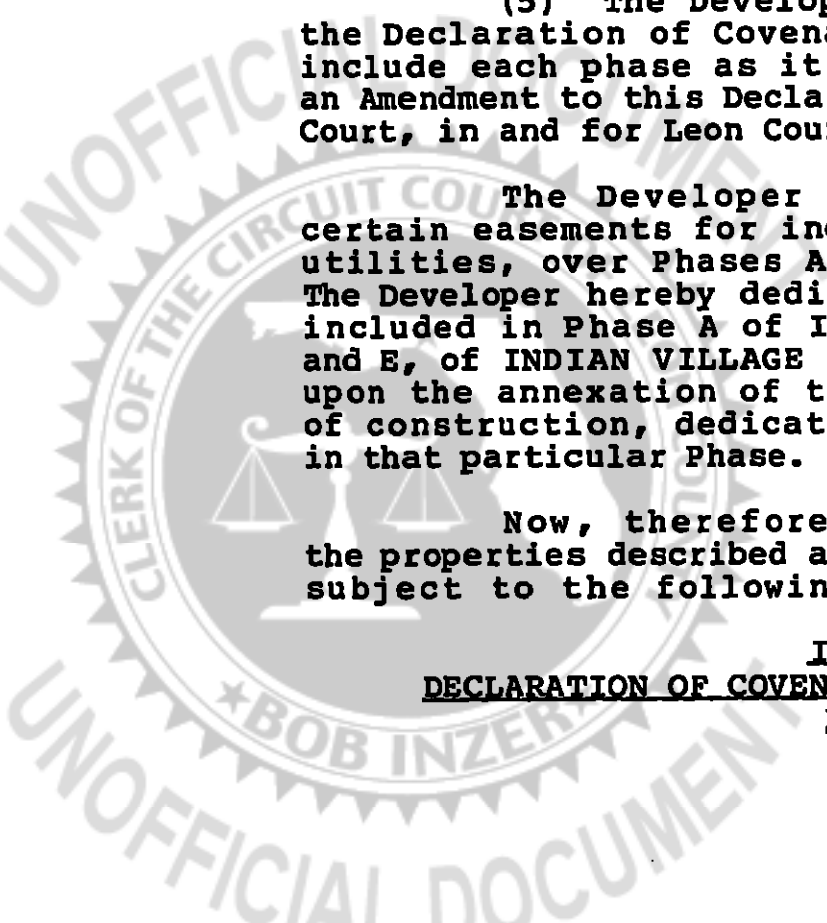 (5) The Develop
the Declaration of Covena
include each phase as it
an Amendment to this Decla
Court, in and for Leon Cou
The Developer
certain easements for in
utilities, over Phases A
The Developer hereby dedi
included in Phase A of I
and E, of INDIAN VILLAGE
upon the annexation of t
of construction, dedicat
in that particular Phase.
Now, therefore
the properties described a
subject to the followin
I
DECLARATION OF COVEN
UNOFFICIAL DOCUMENT
CLERK OF THE CIRCUIT COU
OU
★BOB INZER★
UNOFFICIAL DOCUMENT